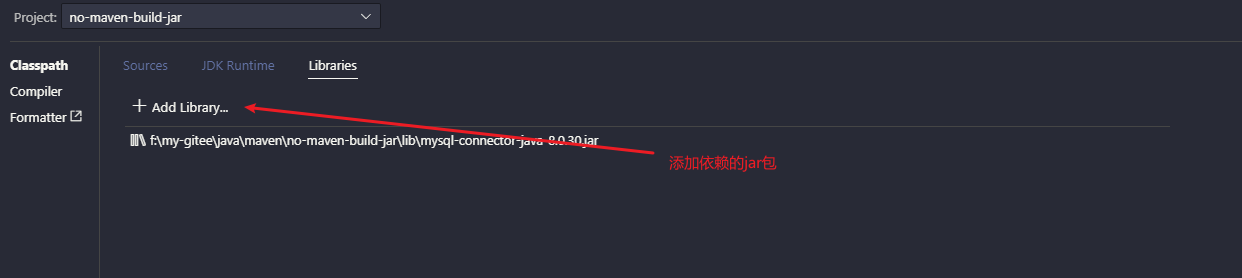 Project: no-maven-build-jar
Classpath
Sources JDK Runtime Libraries
Compiler
Add Library...
Formatter
f:\my-gitee\java\maven\no-maven-build-jar\lib\mysql-connector-java-8.0.30.jar
添加依赖的jar包